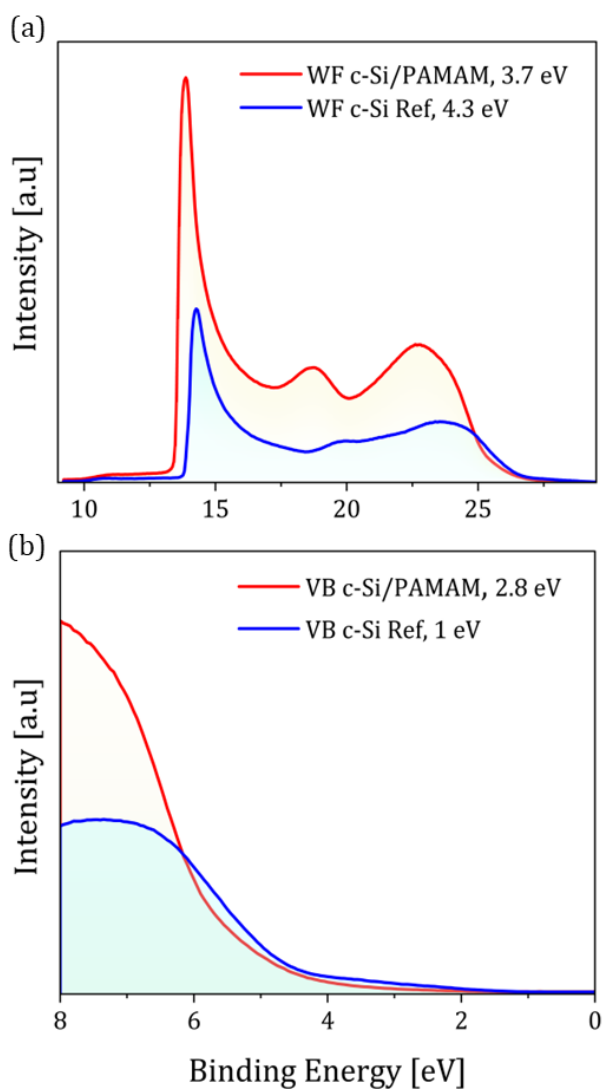 (a)
WF c-Si/PAMAM, 3.7 eV
WF c-Si Ref, 4.3 eV
Intensity [a.u]
10 15 20 25
(b)
VB c-Si/PAMAM, 2.8 eV
VB c-Si Ref, 1 eV
Intensity [a.u]
8 6 4 2 0
Binding Energy [eV]